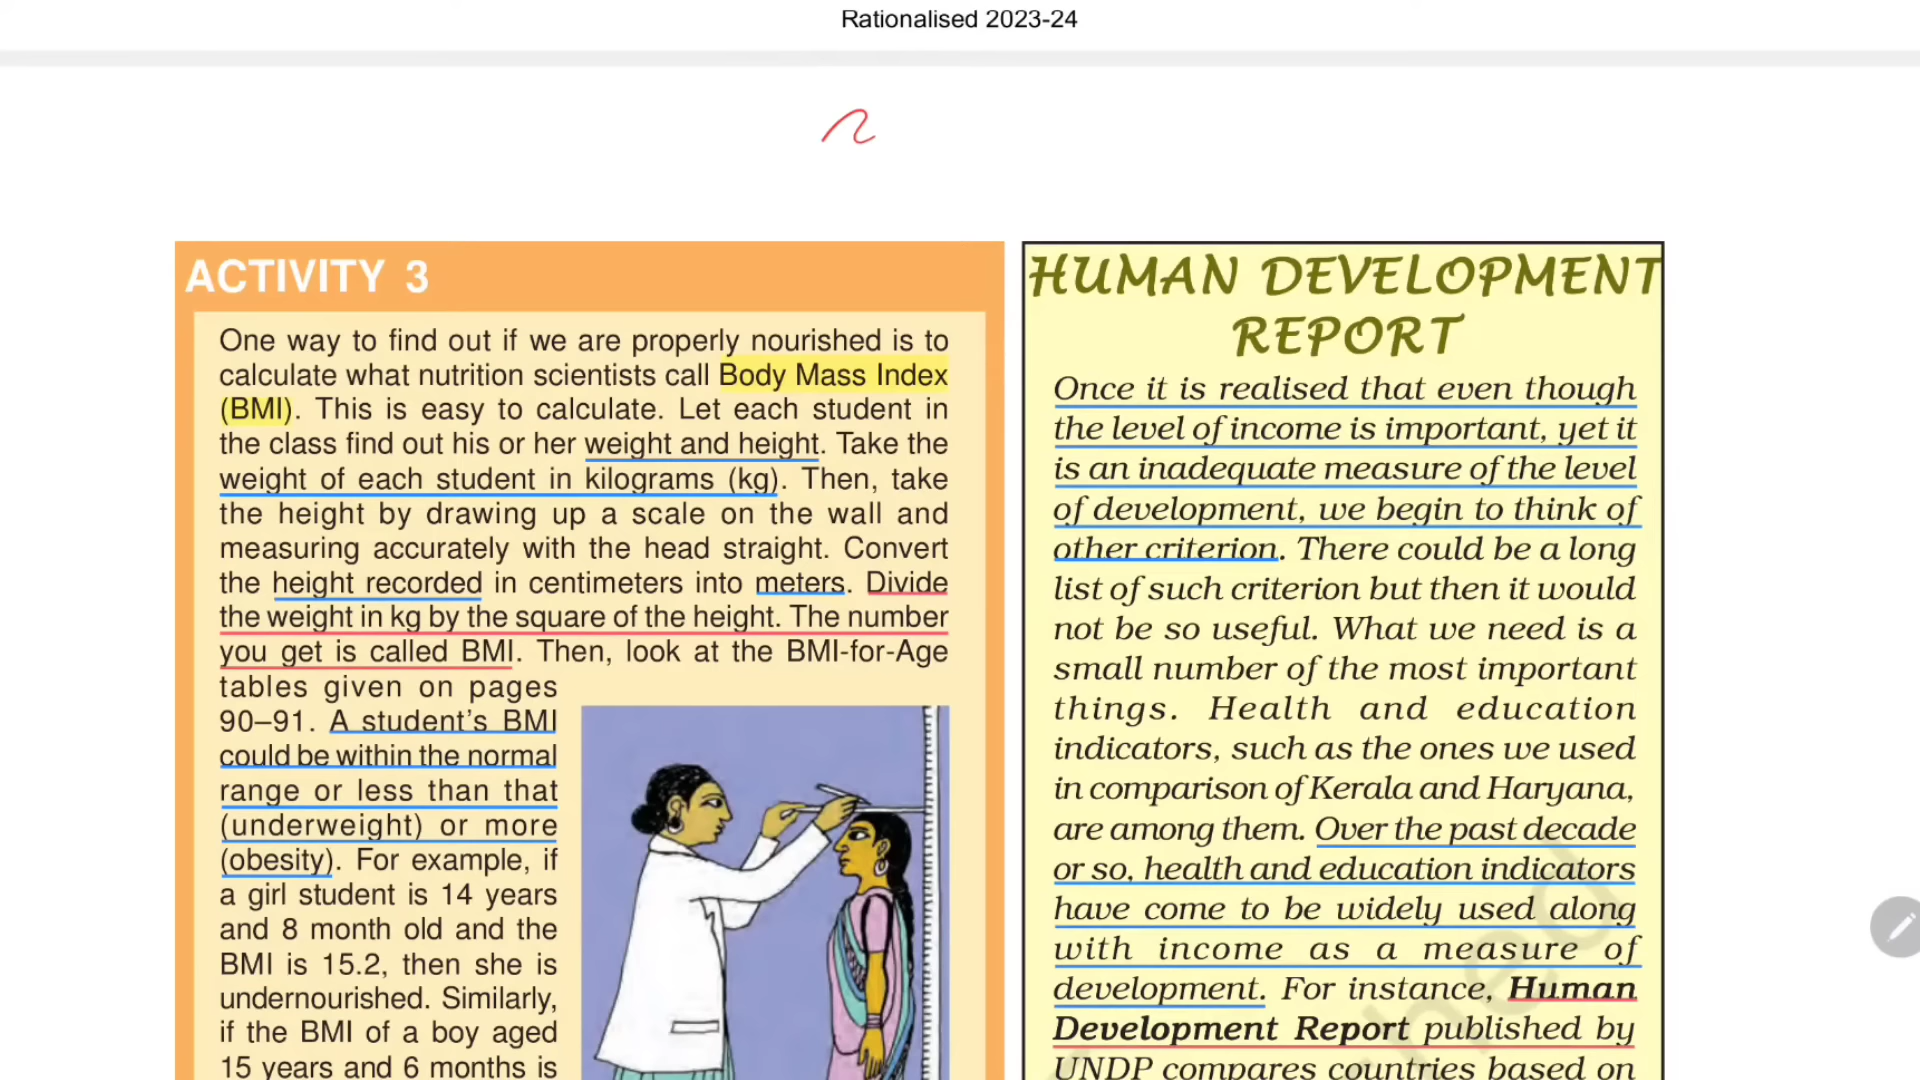 Rationalised 2023-24
ACTIVITY 3
One way to find out if we are properly nourished is to
calculate what nutrition scientists call Body Mass Index
(BMI). This is easy to calculate. Let each student in
the class find out his or her weight and height. Take the
weight of each student in kilograms (kg). Then, take
the height by drawing up a scale on the wall and
measuring accurately with the head straight. Convert
the height recorded in centimeters into meters. Divide
the weight in kg by the square of the height. The number
you get is called BMI. Then, look at the BMI-for-Age
tables given on pages
90–91. A student’s BMI
could be within the normal
range or less than that
(underweight) or more
(obesity). For example, if
a girl student is 14 years
and 8 month old and the
BMI is 15.2, then she is
undernourished. Similarly,
if the BMI of a boy aged
15 years and 6 months is
HUMAN DEVELOPMENT
REPORT
Once it is realised that even though
the level of income is important, yet it
is an inadequate measure of the level
of development, we begin to think of
other criterion. There could be a long
list of such criterion but then it would
not be so useful. What we need is a
small number of the most important
things. Health and education
indicators, such as the ones we used
in comparison of Kerala and Haryana,
are among them. Over the past decade
or so, health and education indicators
have come to be widely used along
with income as a measure of
development. For instance, Human
Development Report published by
UNDP compares countries based on